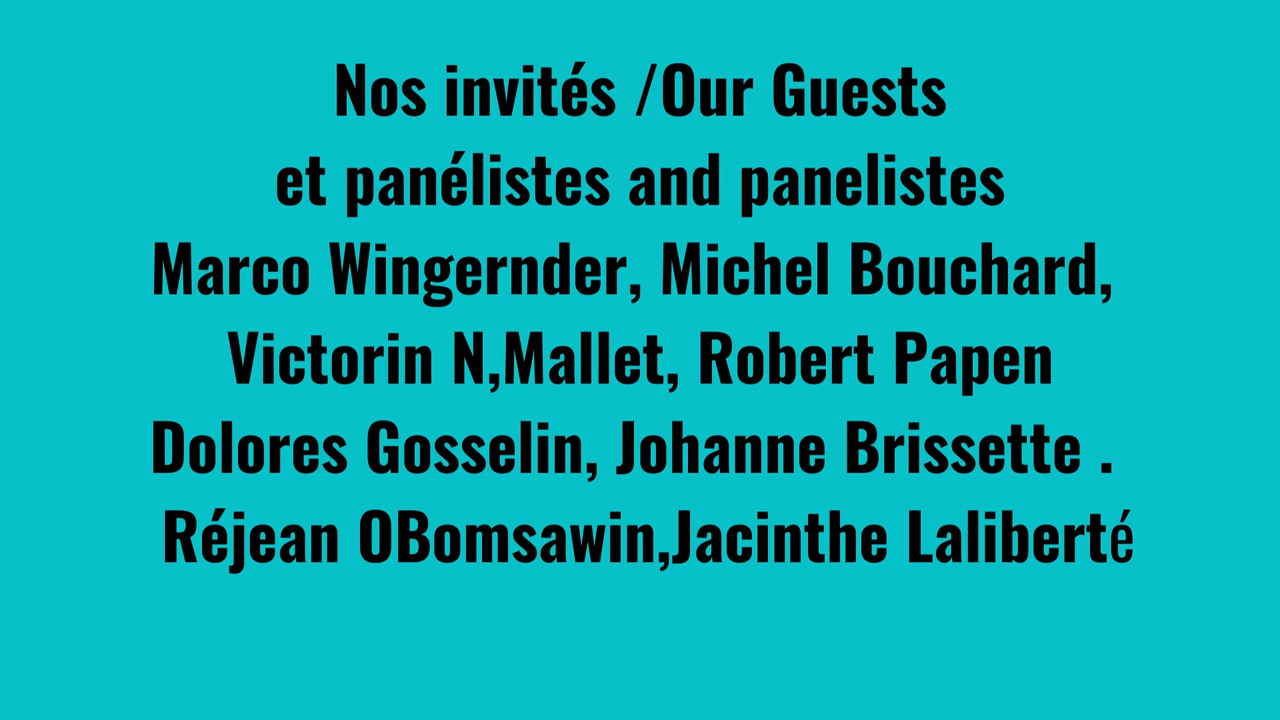 Nos invités /Our Guests
et panélistes and panelistes
Marco Wingernder, Michel Bouchard,
Victorin N,Mallet, Robert Papen
Dolores Gosselin, Johanne Brissette .
Réjean OBomsawin,Jacinthe Laliberté